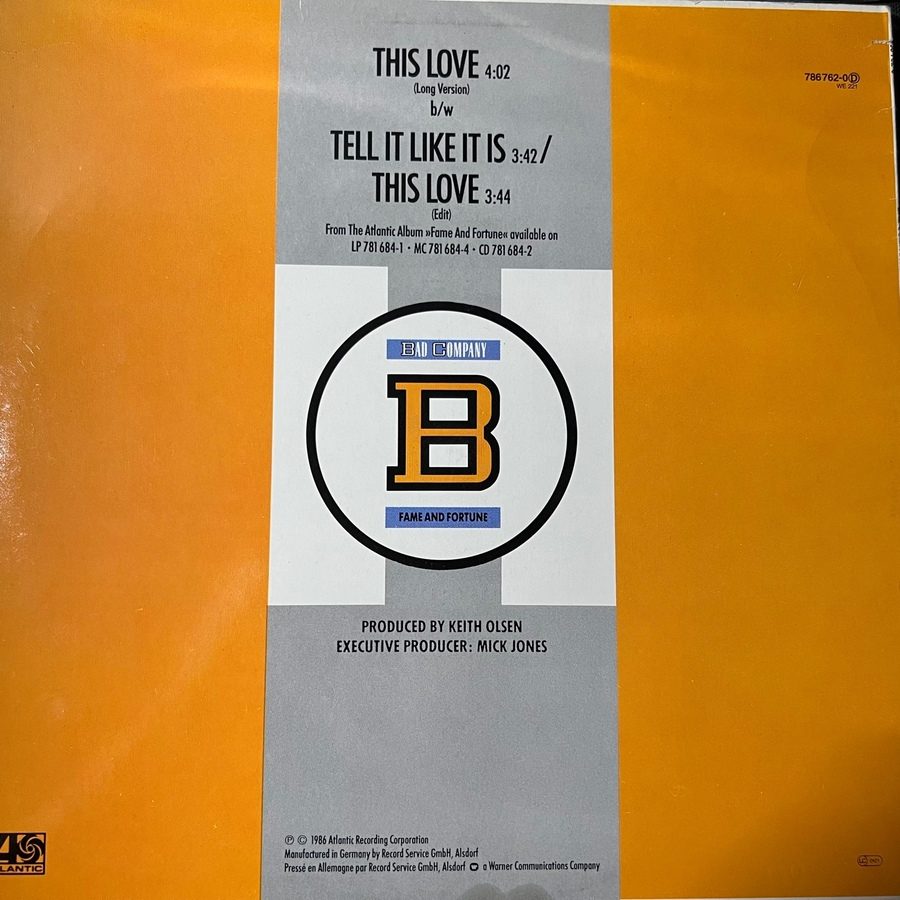 THIS LOVE 4:02
(Long Version)
b/w
TELL IT LIKE IT IS 3:42 /
THIS LOVE 3:44
(Edit)
From The Atlantic Album »Fame And Fortune« available on
LP 781 684-1 · MC 781 684-4 · CD 781 684-2
786 762-0 Ⓓ
WE 221
BAD COMPANY
B
FAME AND FORTUNE
PRODUCED BY KEITH OLSEN
EXECUTIVE PRODUCER: MICK JONES
℗ © 1986 Atlantic Recording Corporation
Manufactured in Germany by Record Service GmbH, Alsdorf
Pressé en Allemagne par Record Service GmbH, Alsdorf a Warner Communications Company
LANTIC